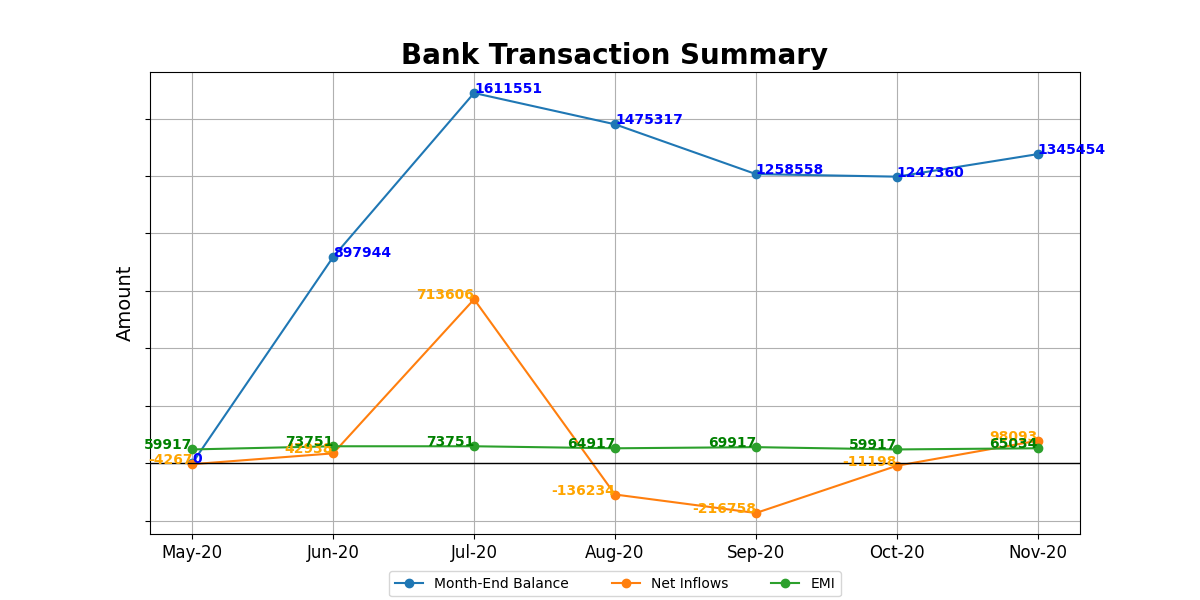 Bank Transaction Summary
1611551
1475317
1345454
1258558
1247360
897944
713606
Amount
98093
59917
73751
73751
64917
69917
59917
65034
-4267
0
-11198
-136234
-216758
May-20
Jun-20
Jul-20
Aug-20
Sep-20
Oct-20
Nov-20
Month-End Balance
Net Inflows
EMI